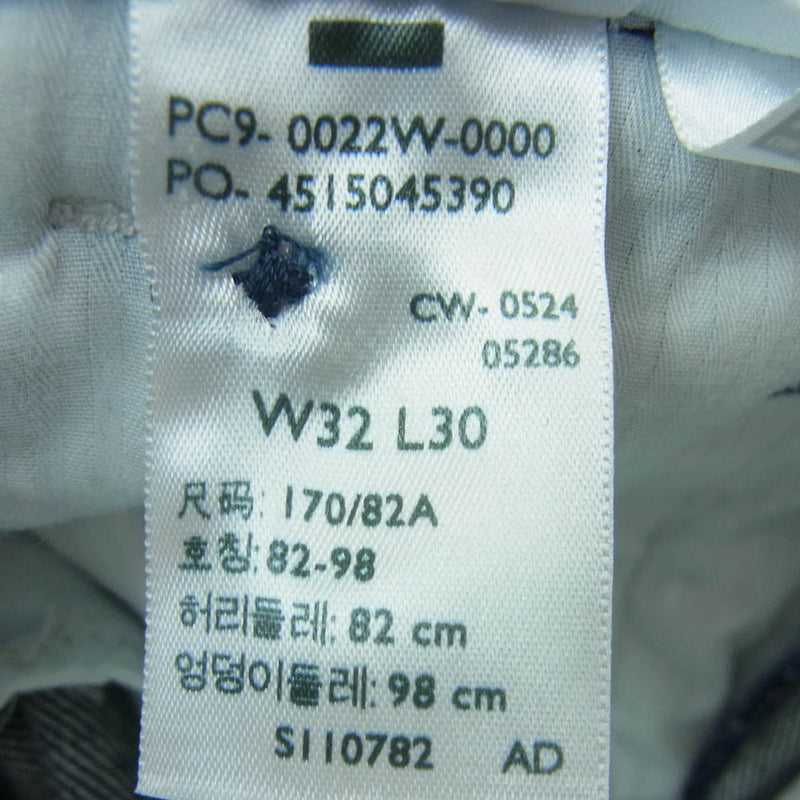 PC9- 0022W-0000
PO- 4515045390
CW- 0524
05286
W32 L30
尺码: 170/82A
호칭: 82-98
허리둘레: 82 cm
엉덩이둘레: 98 cm
S110782 AD